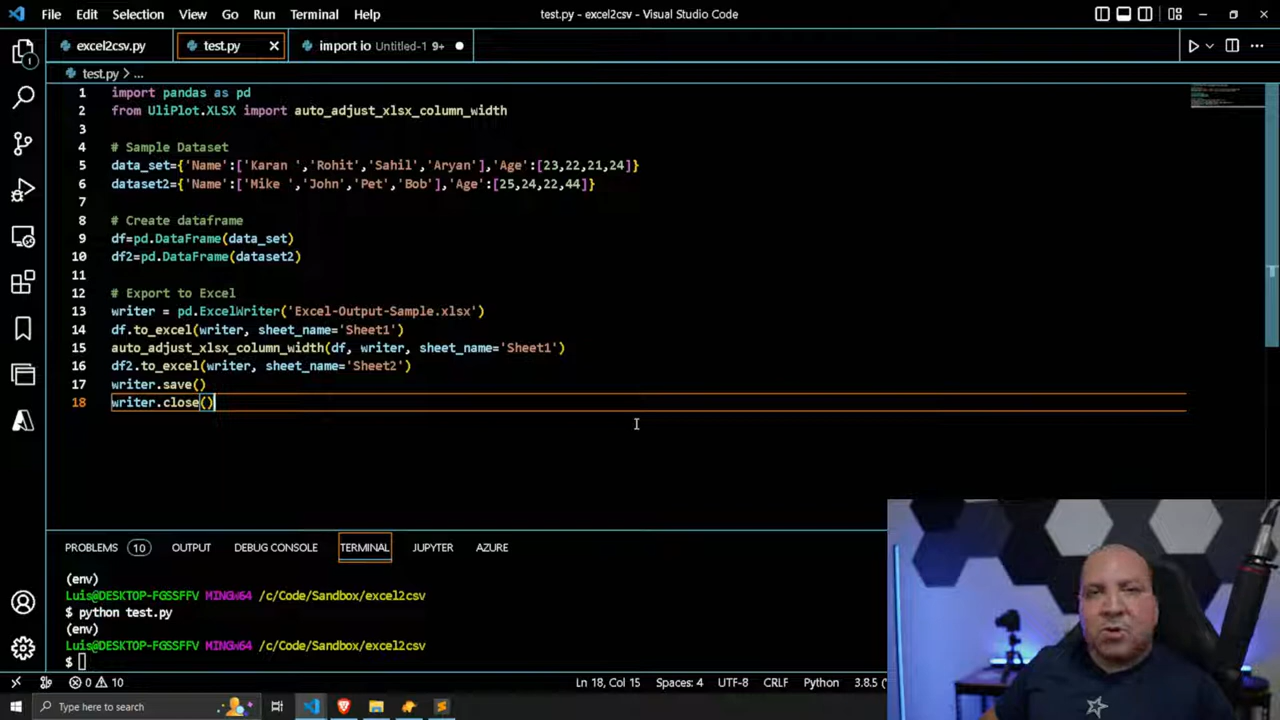 File Edit Selection View Go Run Terminal Help
test.py - excel2csv - Visual Studio Code
excel2csv.py
test.py
import io Untitled-1 9+
test.py > ...
1 import pandas as pd
2 from UliPlot.XLSX import auto_adjust_xlsx_column_width
3
4 # Sample Dataset
5 data_set={'Name':['Karan ','Rohit','Sahil','Aryan'],'Age':[23,22,21,24]}
6 dataset2={'Name':['Mike ','John','Pet','Bob'],'Age':[25,24,22,44]}
7
8 # Create dataframe
9 df=pd.DataFrame(data_set)
10 df2=pd.DataFrame(dataset2)
11
12 # Export to Excel
13 writer = pd.ExcelWriter('Excel-Output-Sample.xlsx')
14 df.to_excel(writer, sheet_name='Sheet1')
15 auto_adjust_xlsx_column_width(df, writer, sheet_name='Sheet1')
16 df2.to_excel(writer, sheet_name='Sheet2')
17 writer.save()
18 writer.close()
PROBLEMS 10 OUTPUT DEBUG CONSOLE TERMINAL JUPYTER AZURE
(env)
Luis@DESKTOP-FGSSFFV MINGW64 /c/Code/Sandbox/excel2csv
$ python test.py
(env)
Luis@DESKTOP-FGSSFFV MINGW64 /c/Code/Sandbox/excel2csv
$
0 10 Ln 18, Col 15 Spaces: 4 UTF-8 CRLF Python 3.8.5 ('
Type here to search